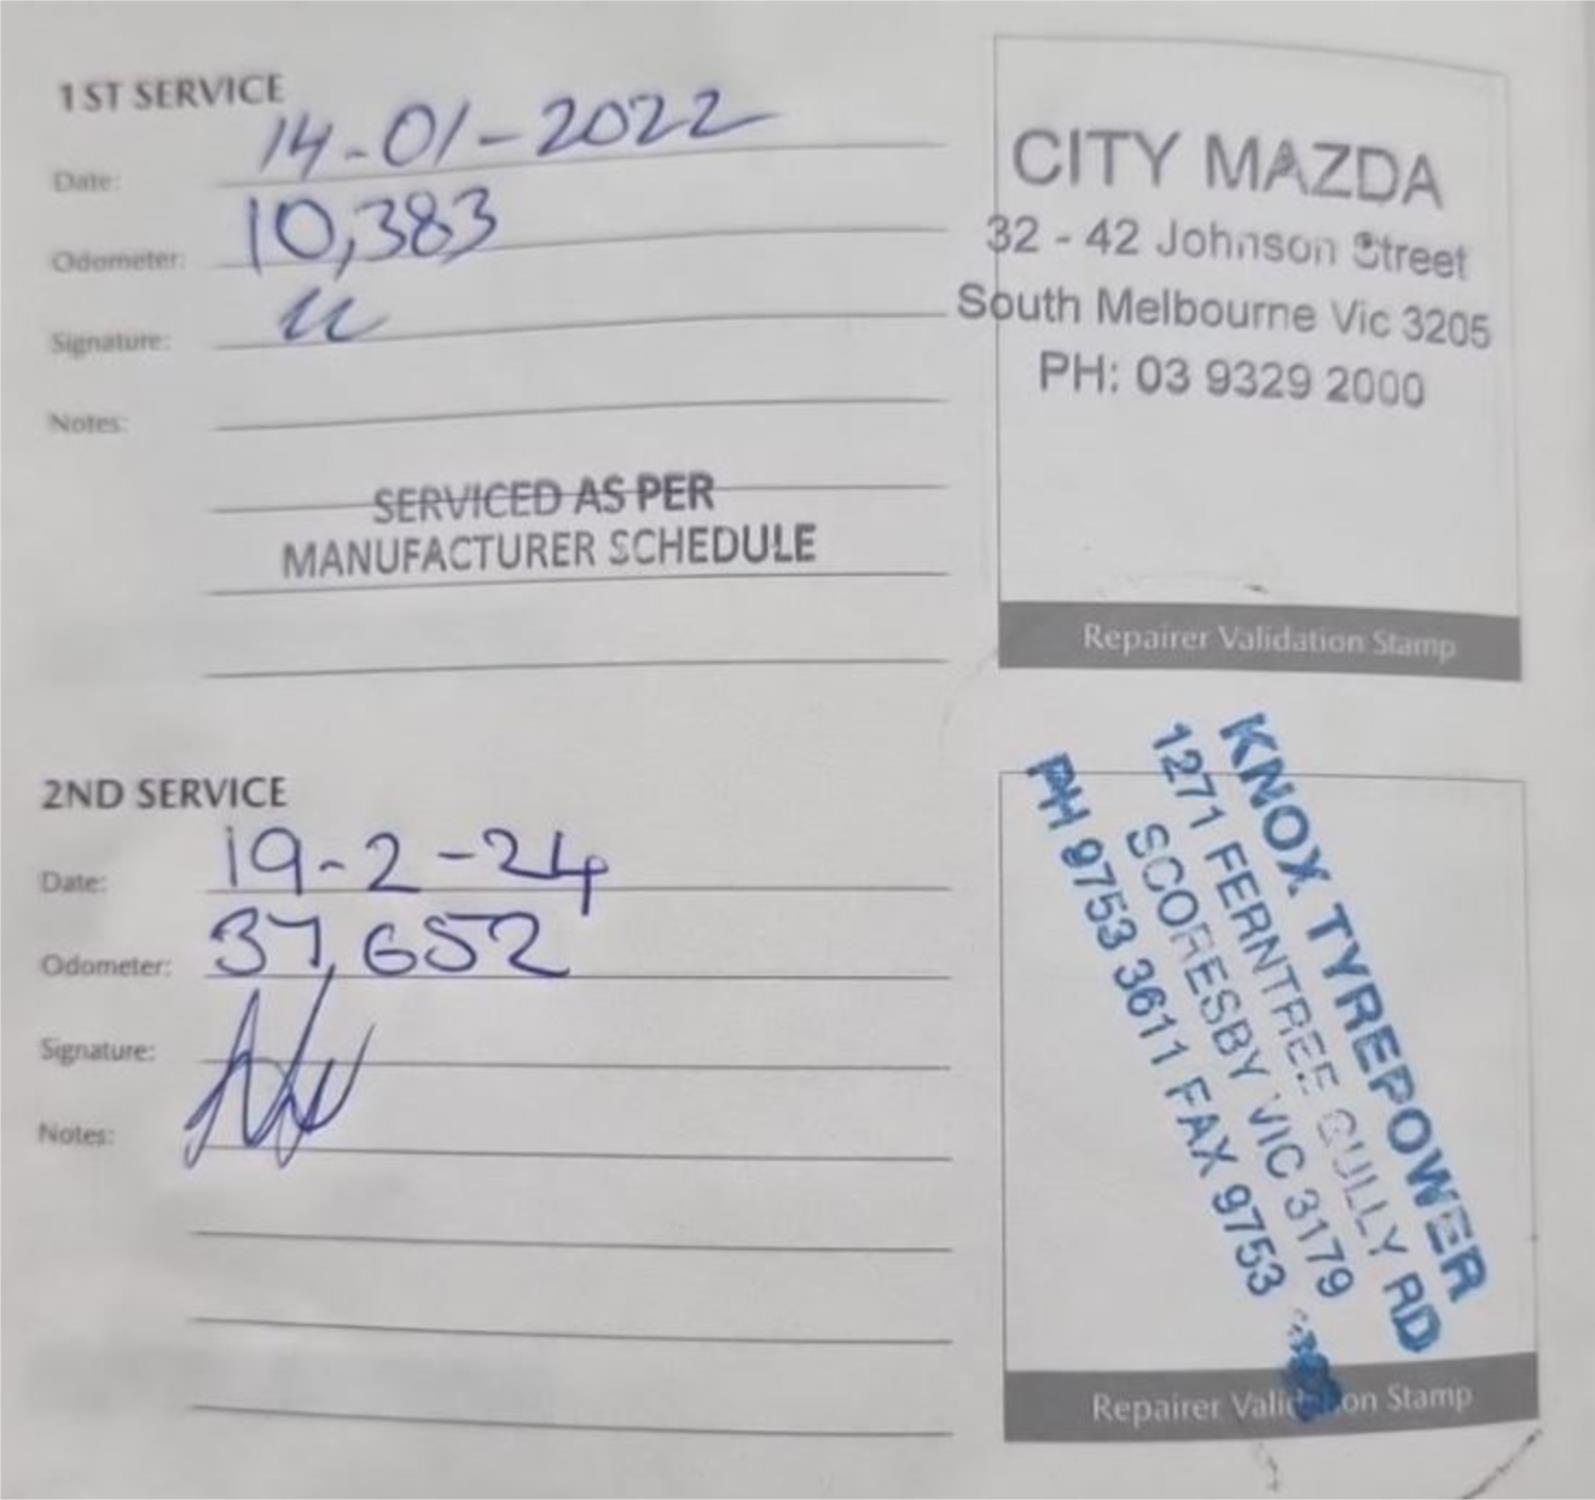 1ST SERVICE
Date: 14-01-2022
Odometer: 10,383
Signature:
Notes:
SERVICED AS PER
MANUFACTURER SCHEDULE
CITY MAZDA
32 - 42 Johnson Street
South Melbourne Vic 3205
PH: 03 9329 2000
Repairer Validation Stamp
2ND SERVICE
Date: 19-2-24
Odometer: 37,652
Signature:
Notes:
KNOX TYREPOWER
1271 FERNTREE GULLY RD
SCORESBY VIC 3179
PH 9753 3611 FAX 9753
Repairer Validation Stamp